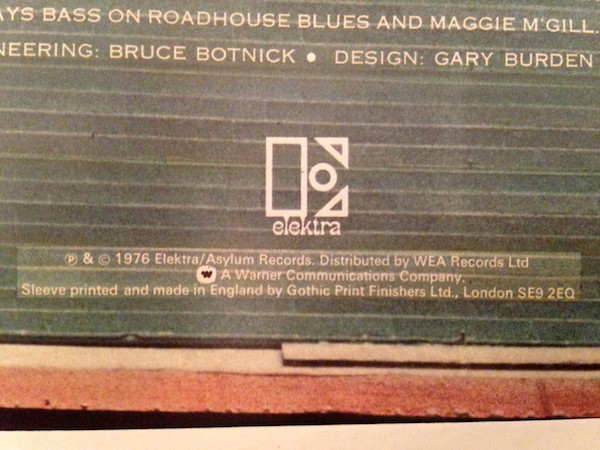 AYS BASS ON ROADHOUSE BLUES AND MAGGIE M'GILL.
NEERING: BRUCE BOTNICK • DESIGN: GARY BURDEN
elektra
℗ & © 1976 Elektra/Asylum Records. Distributed by WEA Records Ltd
W A Warner Communications Company.
Sleeve printed and made in England by Gothic Print Finishers Ltd., London SE9 2EQ